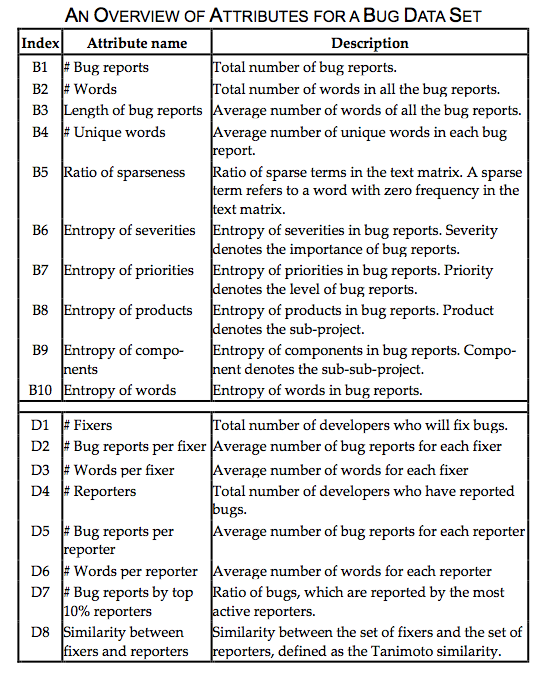 AN OVERVIEW OF ATTRIBUTES FOR A BUG DATA SET
Index Attribute name Description
B1 # Bug reports Total number of bug reports.
B2 # Words Total number of words in all the bug reports.
B3 Length of bug reports Average number of words of all the bug reports.
B4 # Unique words Average number of unique words in each bug
report.
B5 Ratio of sparseness Ratio of sparse terms in the text matrix. A sparse
term refers to a word with zero frequency in the
text matrix.
B6 Entropy of severities Entropy of severities in bug reports. Severity
denotes the importance of bug reports.
B7 Entropy of priorities Entropy of priorities in bug reports. Priority
denotes the level of bug reports.
B8 Entropy of products Entropy of products in bug reports. Product
denotes the sub-project.
B9 Entropy of compo- Entropy of components in bug reports. Compo-
nents nent denotes the sub-sub-project.
B10 Entropy of words Entropy of words in bug reports.
D1 # Fixers Total number of developers who will fix bugs.
D2 # Bug reports per fixer Average number of bug reports for each fixer
D3 # Words per fixer Average number of words for each fixer
D4 # Reporters Total number of developers who have reported
bugs.
D5 # Bug reports per Average number of bug reports for each reporter
reporter
D6 # Words per reporter Average number of words for each reporter
D7 # Bug reports by top Ratio of bugs, which are reported by the most
10% reporters active reporters.
D8 Similarity between Similarity between the set of fixers and the set of
fixers and reporters reporters, defined as the Tanimoto similarity.